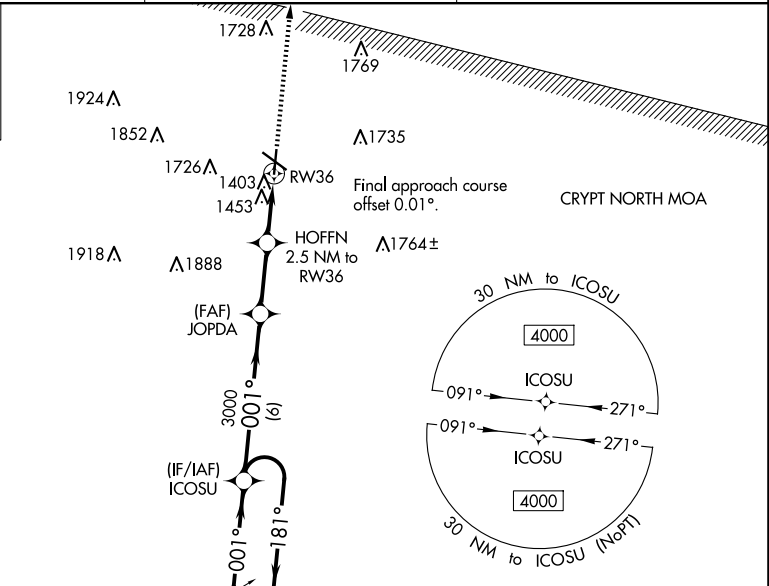 1728
1769
1924
1852
1735
1726
1403
RW36
1453
Final approach course
offset 0.01°.
CRYPT NORTH MOA
1918
1888
HOFFN
2.5 NM to
RW36
1764±
(FAF)
JOPDA
3000
001°
(6)
(IF/IAF)
ICOSU
001°
181°
30 NM to ICOSU
4000
ICOSU
091°
271°
091°
271°
ICOSU
4000
30 NM to ICOSU (NoPT)